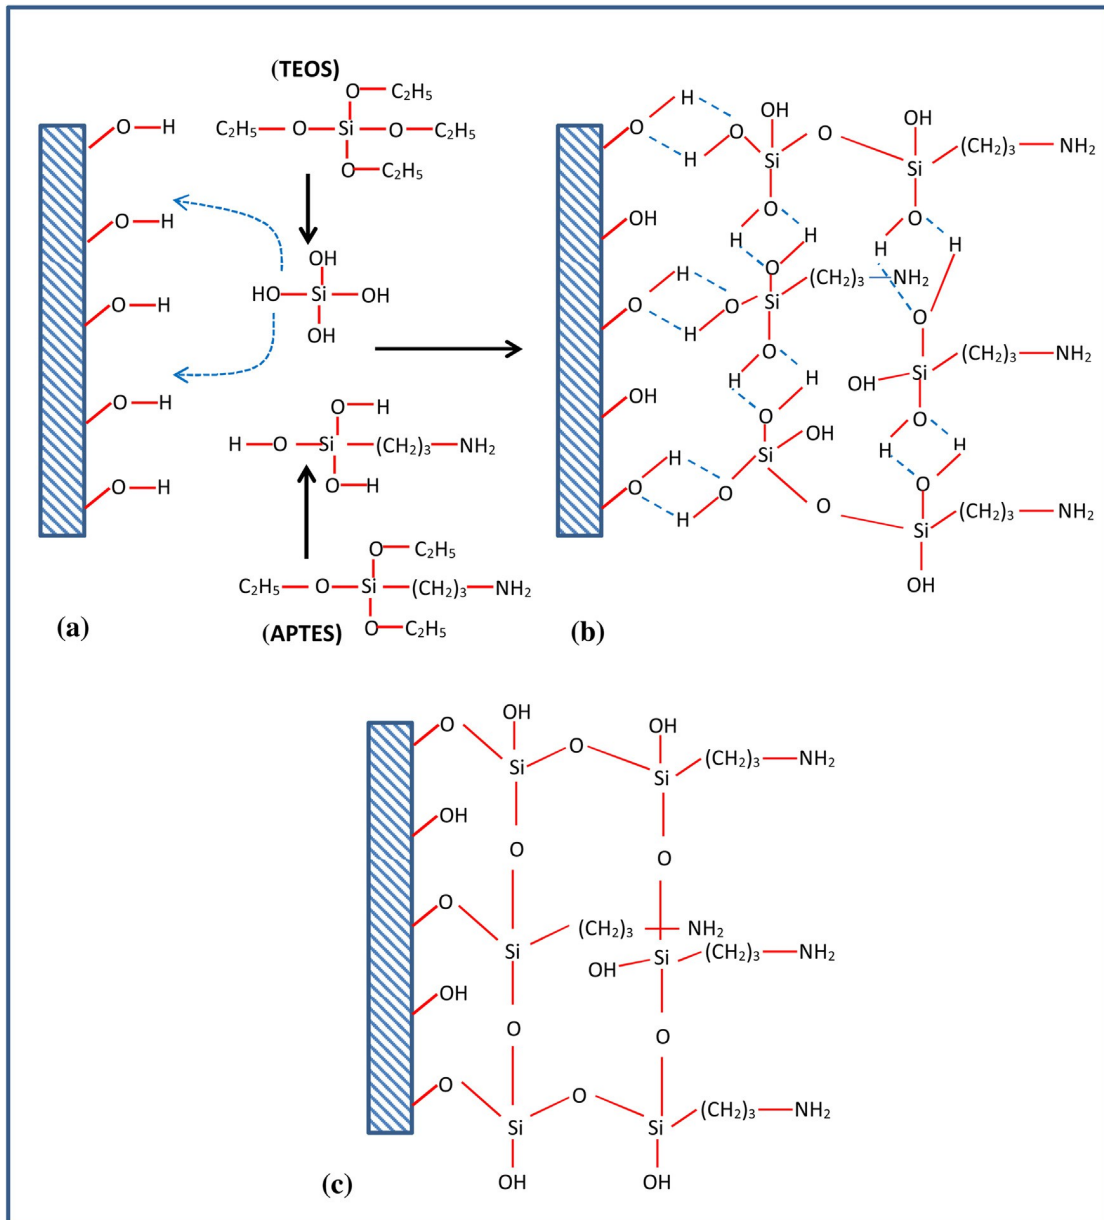 (TEOS)
O C₂H₅
C₂H₅ O Si O C₂H₅
O C₂H₅
O H
O H
O H
O H
O H
OH
HO Si OH
OH
O H
H O Si (CH₂)₃ NH₂
O H
O C₂H₅
C₂H₅ O Si (CH₂)₃ NH₂
O C₂H₅
(APTES)
(a)
H OH OH
O O O (CH₂)₃ NH₂
H Si Si
O O
OH H H H H
H O (CH₂)₃ NH₂
O O Si O
H O (CH₂)₃ NH₂
H H OH Si
OH O O
OH H H
H Si O
O O O (CH₂)₃ NH₂
H Si
OH
(b)
O OH OH
O (CH₂)₃ NH₂
Si Si
OH
O O
O (CH₂)₃ NH₂
Si OH Si (CH₂)₃ NH₂
OH
O O
O O (CH₂)₃ NH₂
Si Si
OH OH
(c)